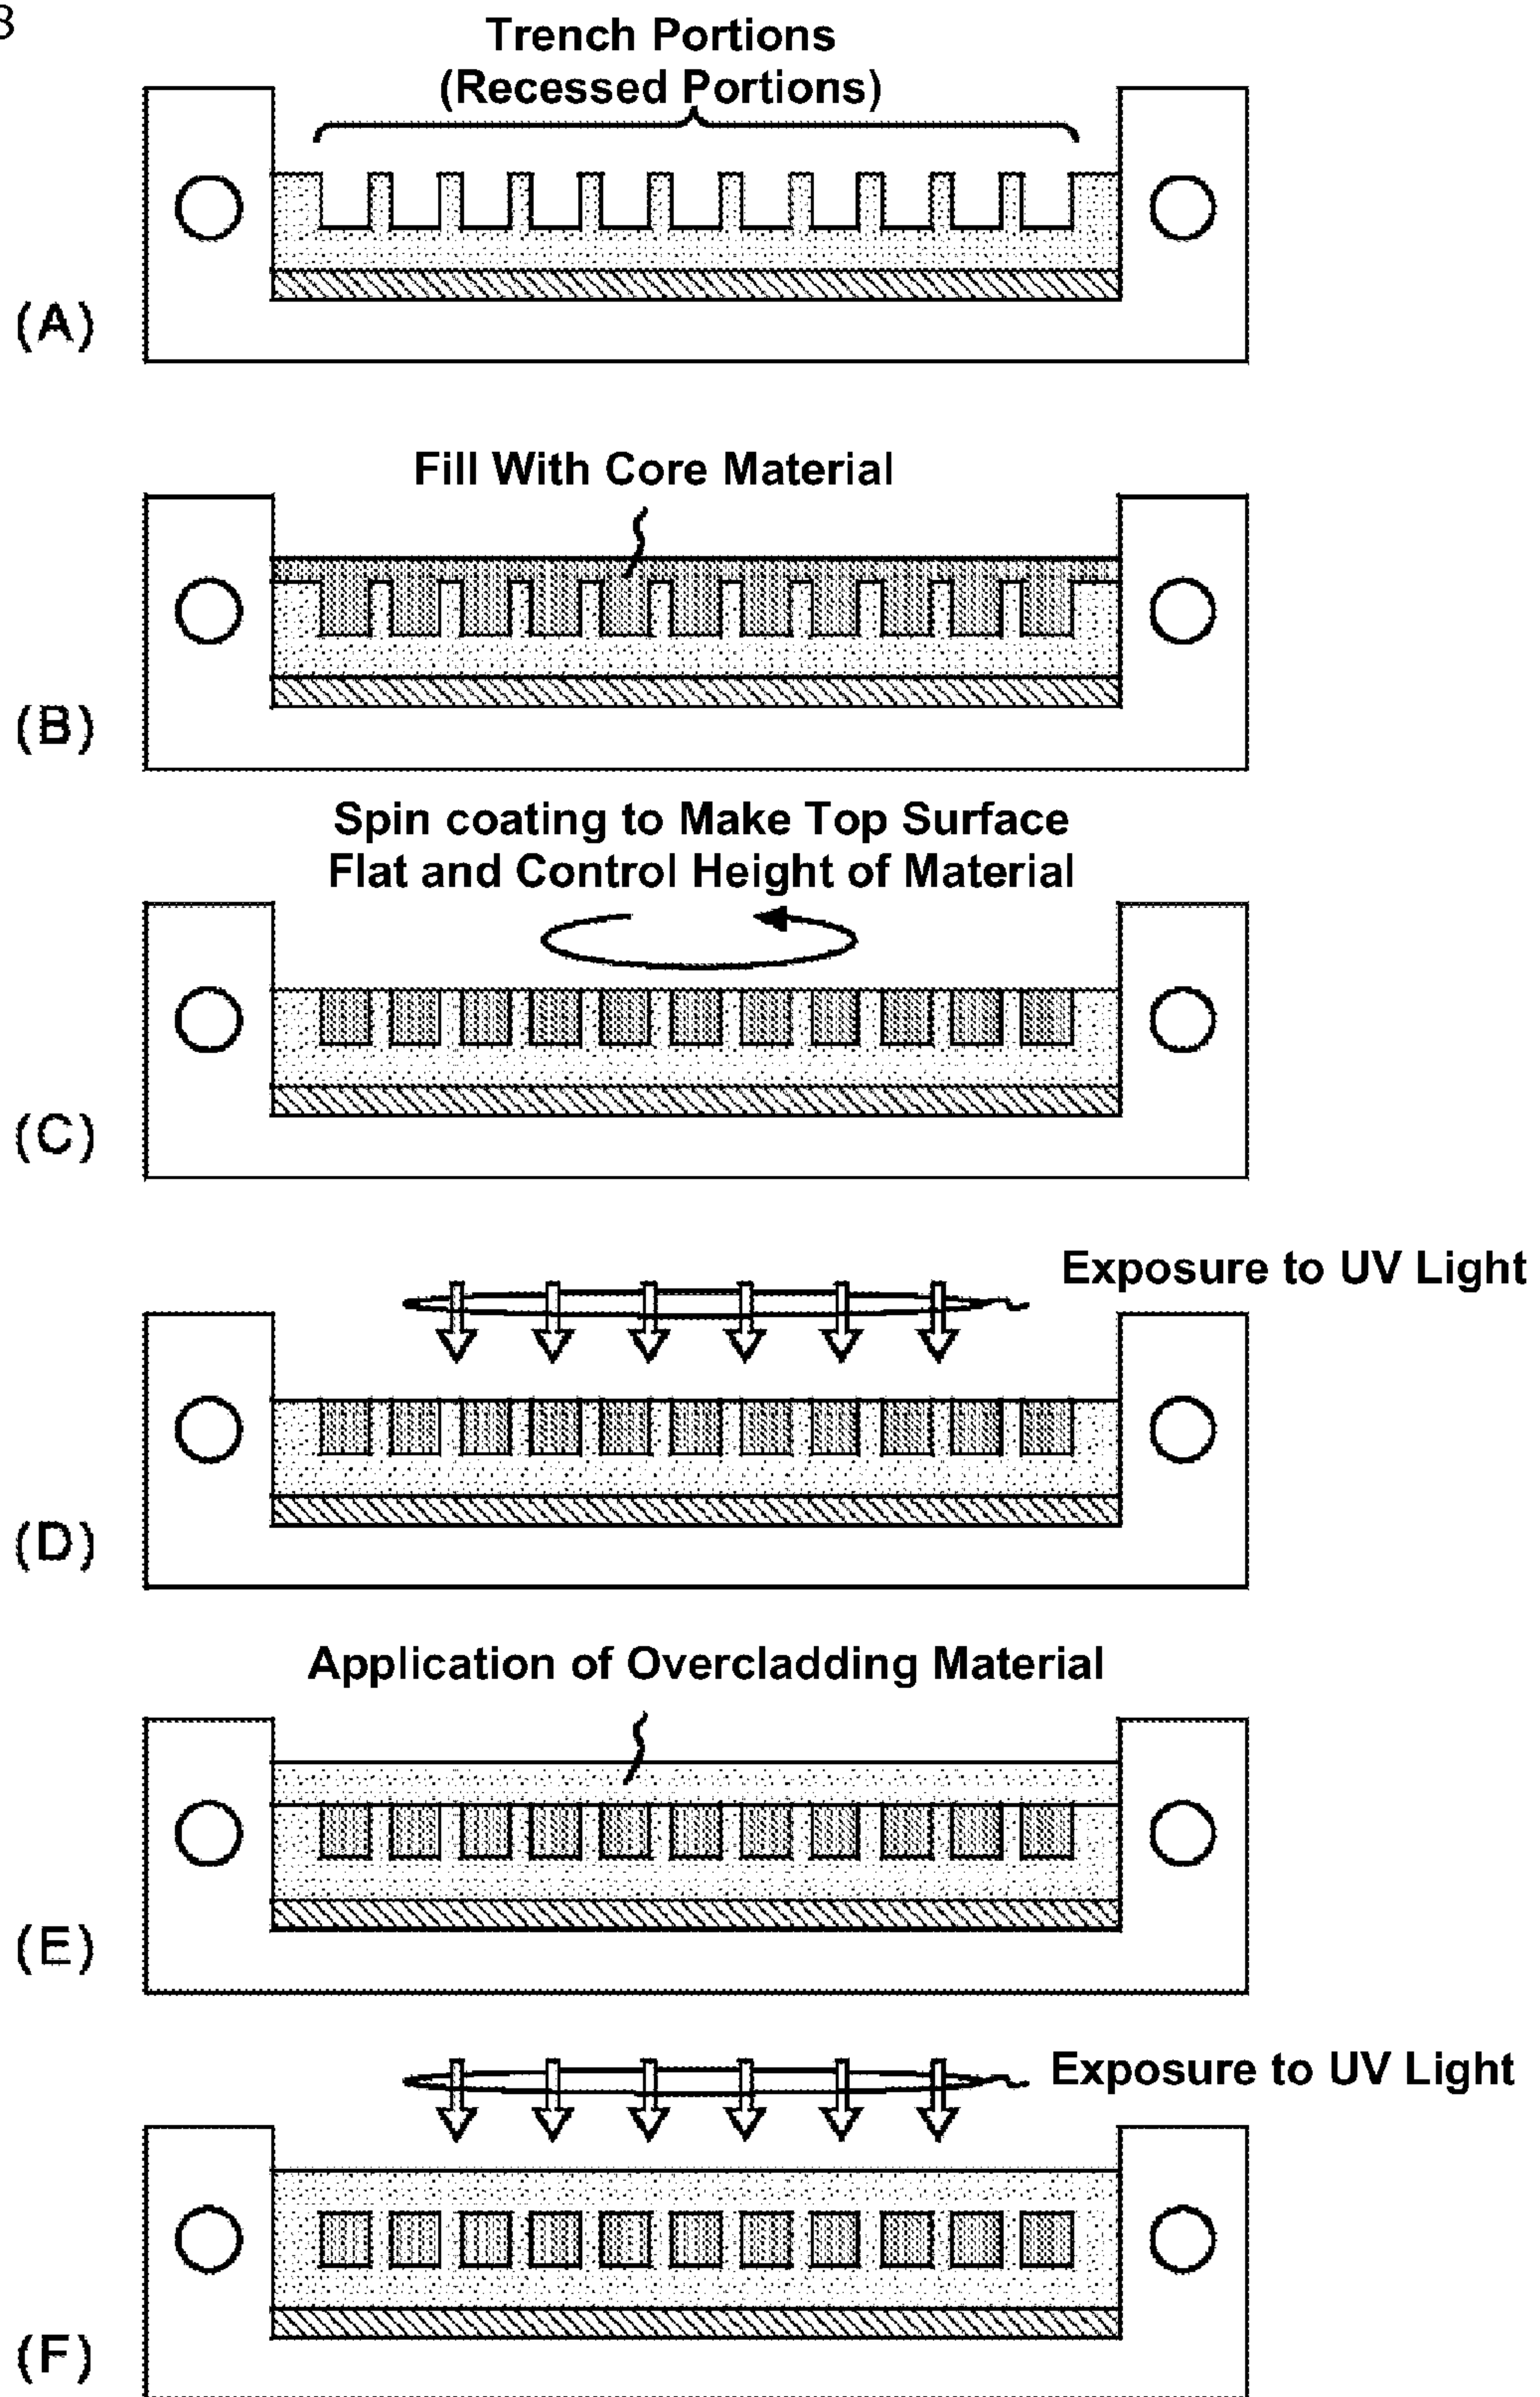 8
Trench Portions
(Recessed Portions)
(A)
Fill With Core Material
(B)
Spin coating to Make Top Surface
Flat and Control Height of Material
(C)
Exposure to UV Light
(D)
Application of Overcladding Material
(E)
Exposure to UV Light
(F)